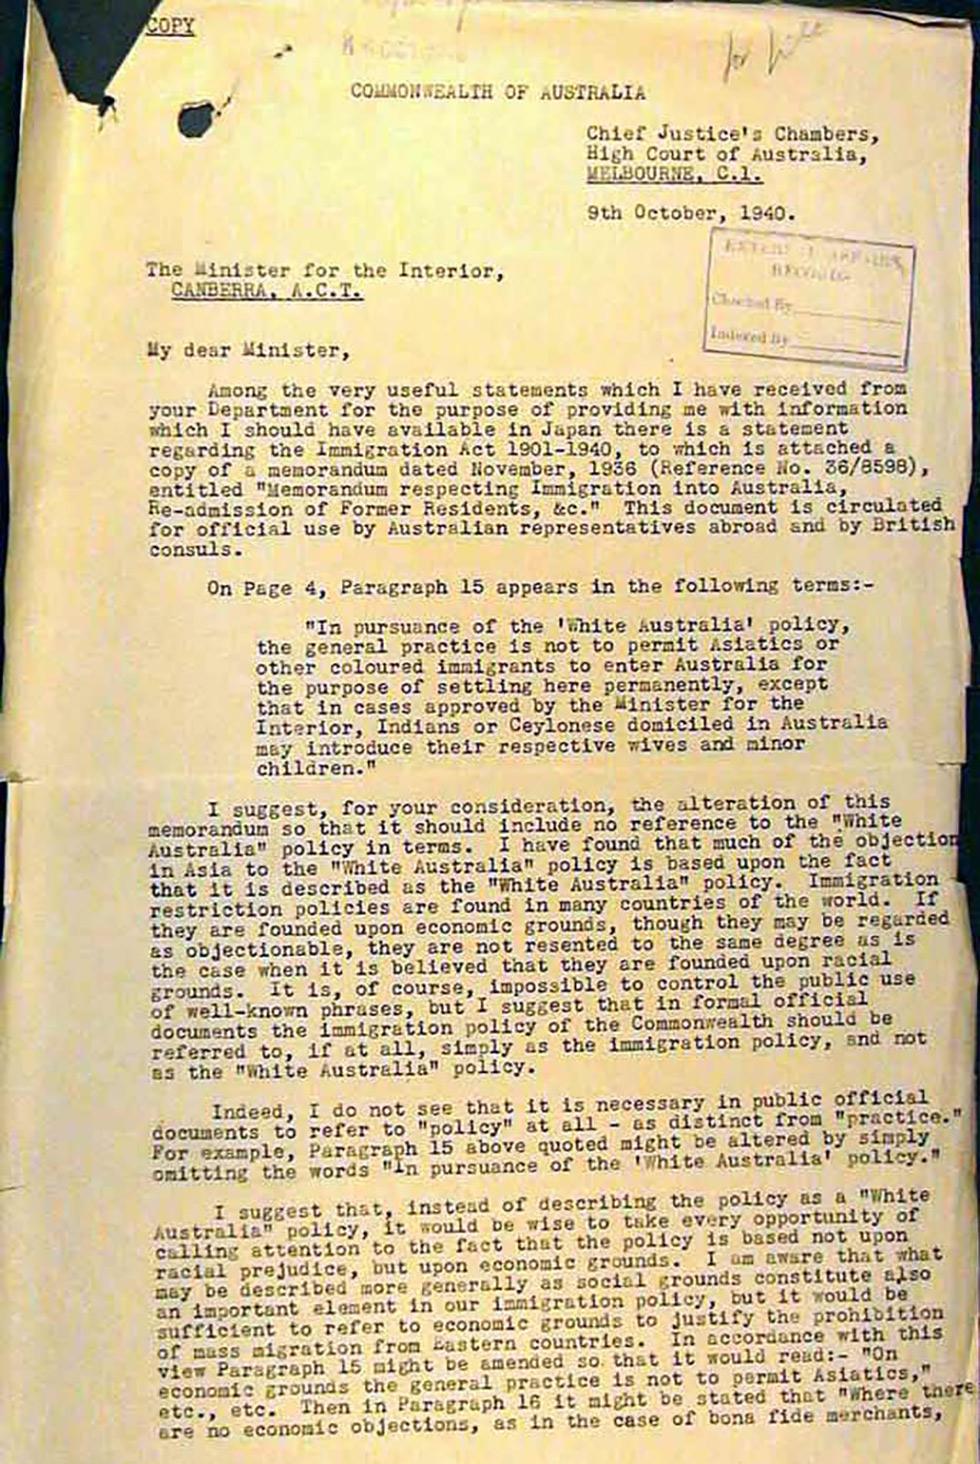 COPY
for file
COMMONWEALTH OF AUSTRALIA
Chief Justice's Chambers,
High Court of Australia,
MELBOURNE, C.1.
9th October, 1940.
The Minister for the Interior,
CANBERRA, A.C.T.
EXTERNAL AFFAIRS
RECORDS
Checked By
Indexed By
My dear Minister,
Among the very useful statements which I have received from
your Department for the purpose of providing me with information
which I should have available in Japan there is a statement
regarding the Immigration Act 1901-1940, to which is attached a
copy of a memorandum dated November, 1936 (Reference No. 36/8598),
entitled "Memorandum respecting Immigration into Australia,
Re-admission of Former Residents, &c." This document is circulated
for official use by Australian representatives abroad and by British
consuls.
On Page 4, Paragraph 15 appears in the following terms:-
"In pursuance of the 'White Australia' policy,
the general practice is not to permit Asiatics or
other coloured immigrants to enter Australia for
the purpose of settling here permanently, except
that in cases approved by the Minister for the
Interior, Indians or Ceylonese domiciled in Australia
may introduce their respective wives and minor
children."
I suggest, for your consideration, the alteration of this
memorandum so that it should include no reference to the "White
Australia" policy in terms. I have found that much of the objection
in Asia to the "White Australia" policy is based upon the fact
that it is described as the "White Australia" policy. Immigration
restriction policies are found in many countries of the world. If
they are founded upon economic grounds, though they may be regarded
as objectionable, they are not resented to the same degree as is
the case when it is believed that they are founded upon racial
grounds. It is, of course, impossible to control the public use
of well-known phrases, but I suggest that in formal official
documents the immigration policy of the Commonwealth should be
referred to, if at all, simply as the immigration policy, and not
as the "White Australia" policy.
Indeed, I do not see that it is necessary in public official
documents to refer to "policy" at all - as distinct from "practice."
For example, Paragraph 15 above quoted might be altered by simply
omitting the words "In pursuance of the 'White Australia' policy."
I suggest that, instead of describing the policy as a "White
Australia" policy, it would be wise to take every opportunity of
calling attention to the fact that the policy is based not upon
racial prejudice, but upon economic grounds. I am aware that what
may be described more generally as social grounds constitute also
an important element in our immigration policy, but it would be
sufficient to refer to economic grounds to justify the prohibition
of mass migration from Eastern countries. In accordance with this
view Paragraph 15 might be amended so that it would read:- "On
economic grounds the general practice is not to permit Asiatics,"
etc., etc. Then in Paragraph 16 it might be stated that "Where there
are no economic objections, as in the case of bona fide merchants,